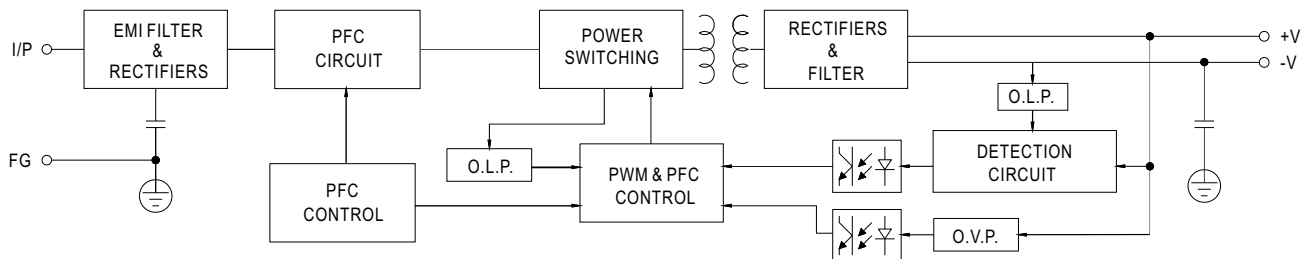 I/P
EMI FILTER
&
RECTIFIERS
PFC
CIRCUIT
POWER
SWITCHING
RECTIFIERS
&
FILTER
+V
-V
O.L.P.
FG
PFC
CONTROL
O.L.P.
PWM & PFC
CONTROL
DETECTION
CIRCUIT
O.V.P.